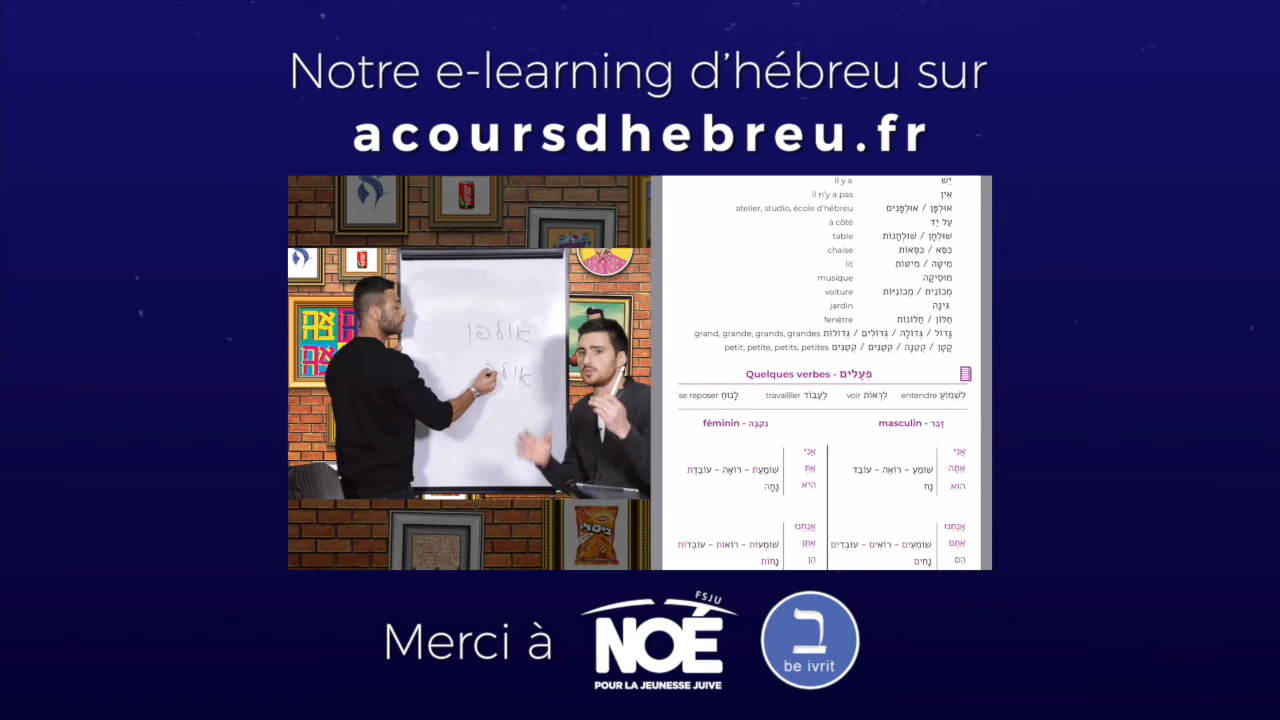 Notre e-learning d'hébreu sur
acoursdhebreu.fr
il y a יֵשׁ
il n'y a pas אֵין
atelier, studio, école d'hébreu אוּלְפָּן / אוּלְפָּנִים
à côté עַל יַד
table שׁוּלְחָן / שׁוּלְחָנוֹת
chaise כִּסֵּא / כִּסְּאוֹת
lit מִיטָּה / מִיטּוֹת
musique מוּסִיקָה
voiture מְכוֹנִית / מְכוֹנִיּוֹת
jardin גִּינָּה
fenêtre חַלּוֹן / חַלּוֹנוֹת
grand, grande, grands, grandes גָּדוֹל / גְּדוֹלָה / גְּדוֹלִים / גְּדוֹלוֹת
petit, petite, petits, petites קָטָן / קְטַנָּה / קְטַנִּים / קְטַנִּים
Quelques verbes - פְּעָלִים
se reposer לָנוּחַ travailller לַעֲבוֹד voir לִרְאוֹת entendre לִשְׁמוֹעַ
féminin - נְקֵבָה masculin - זָכָר
אֲנִי אֲנִי
אַתְּ שׁוֹמַעַת – רוֹאָה – עוֹבֶדֶת אַתָּה שׁוֹמֵעַ – רוֹאֶה – עוֹבֵד
הִיא נָחָה הוּא נָח
אֲנַחְנוּ אֲנַחְנוּ
אַתֶּן שׁוֹמְעוֹת – רוֹאוֹת – עוֹבְדוֹת אַתֶּם שׁוֹמְעִים – רוֹאִים – עוֹבְדִים
הֵן נָחוֹת הֵם נָחִים
אולפן
אולפ
Merci à
FSJU
NOÉ
POUR LA JEUNESSE JUIVE
ב
be ivrit